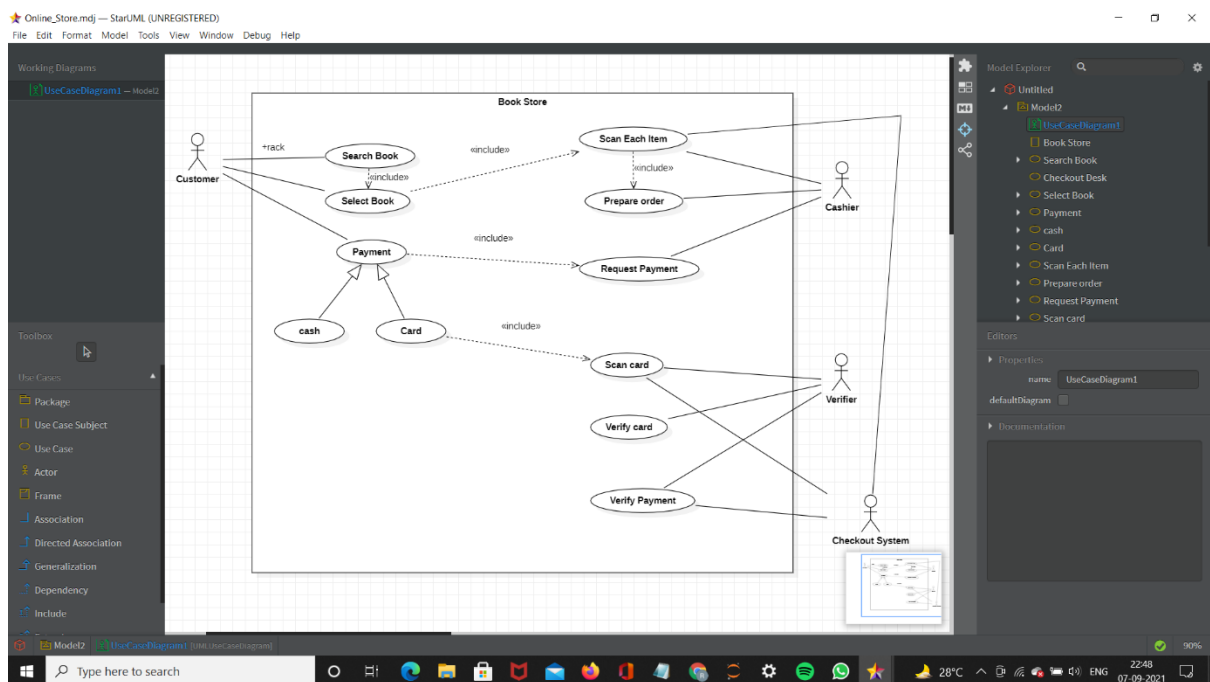 Online_Store.mdj — StarUML (UNREGISTERED)
File Edit Format Model Tools View Window Debug Help
Working Diagrams
UseCaseDiagram1 — Model2
Toolbox
Use Cases
Package
Use Case Subject
Use Case
Actor
Frame
Association
Directed Association
Generalization
Dependency
Include
Book Store
Customer
+rack
Search Book
«include»
Select Book
«include»
Scan Each Item
«include»
Prepare order
Cashier
Payment
«include»
Request Payment
cash
Card
«include»
Scan card
Verifier
Verify card
Verify Payment
Checkout System
Model Explorer
Untitled
Model2
UseCaseDiagram1
Book Store
Search Book
Checkout Desk
Select Book
Payment
cash
Card
Scan Each Item
Prepare order
Request Payment
Scan card
Editors
Properties
name UseCaseDiagram1
defaultDiagram
Documentation
Model2 UseCaseDiagram1 [UMLUseCaseDiagram]
90%
Type here to search
28°C
ENG
22:48
07-09-2021